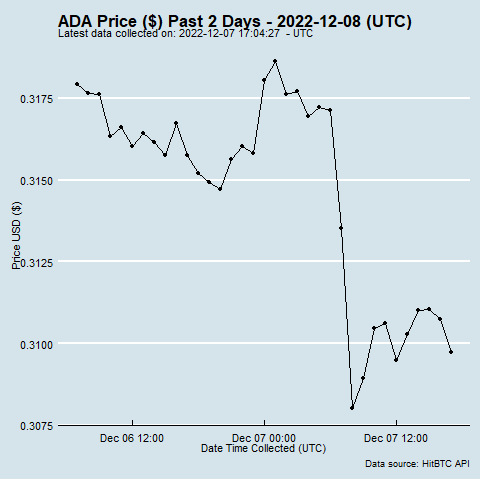 ADA Price ($) Past 2 Days - 2022-12-08 (UTC)
Latest data collected on: 2022-12-07 17:04:27  - UTC
0.3175
0.3150
Price USD ($)
0.3125
0.3100
0.3075
Dec 06 12:00
Dec 07 00:00
Dec 07 12:00
Date Time Collected (UTC)
Data source: HitBTC API